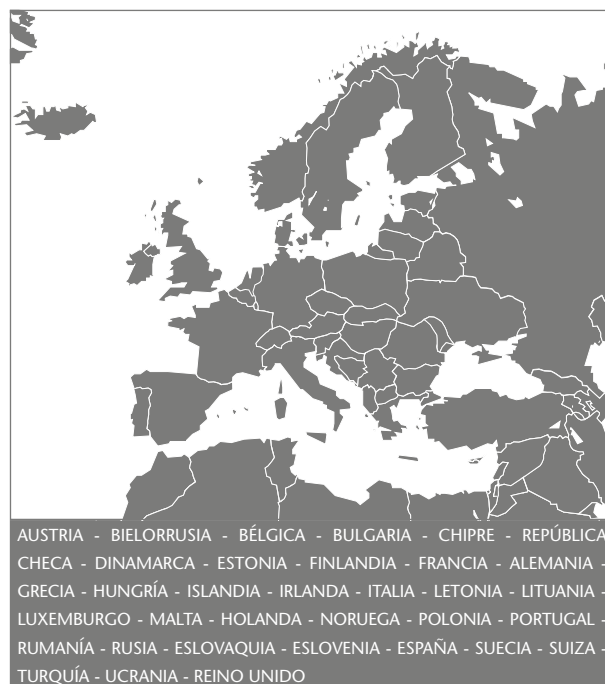 AUSTRIA - BIELORRUSIA - BÉLGICA - BULGARIA - CHIPRE - REPÚBLICA
CHECA - DINAMARCA - ESTONIA - FINLANDIA - FRANCIA - ALEMANIA -
GRECIA - HUNGRÍA - ISLANDIA - IRLANDA - ITALIA - LETONIA - LITUANIA -
LUXEMBURGO - MALTA - HOLANDA - NORUEGA - POLONIA - PORTUGAL -
RUMANÍA - RUSIA - ESLOVAQUIA - ESLOVENIA - ESPAÑA - SUECIA - SUIZA -
TURQUÍA - UCRANIA - REINO UNIDO